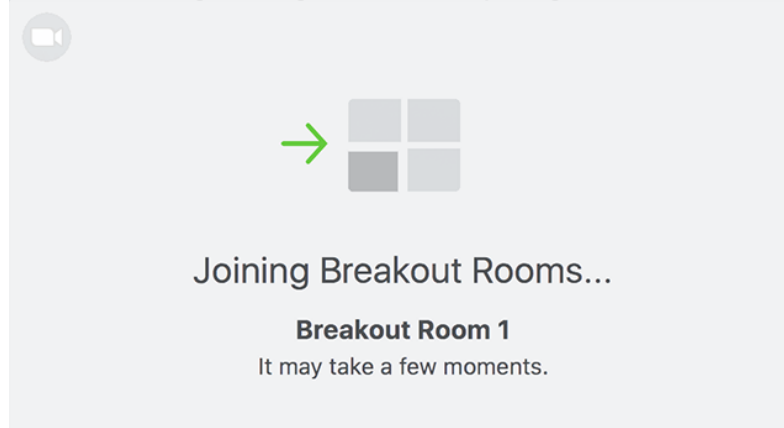 Joining Breakout Rooms...
Breakout Room 1
It may take a few moments.